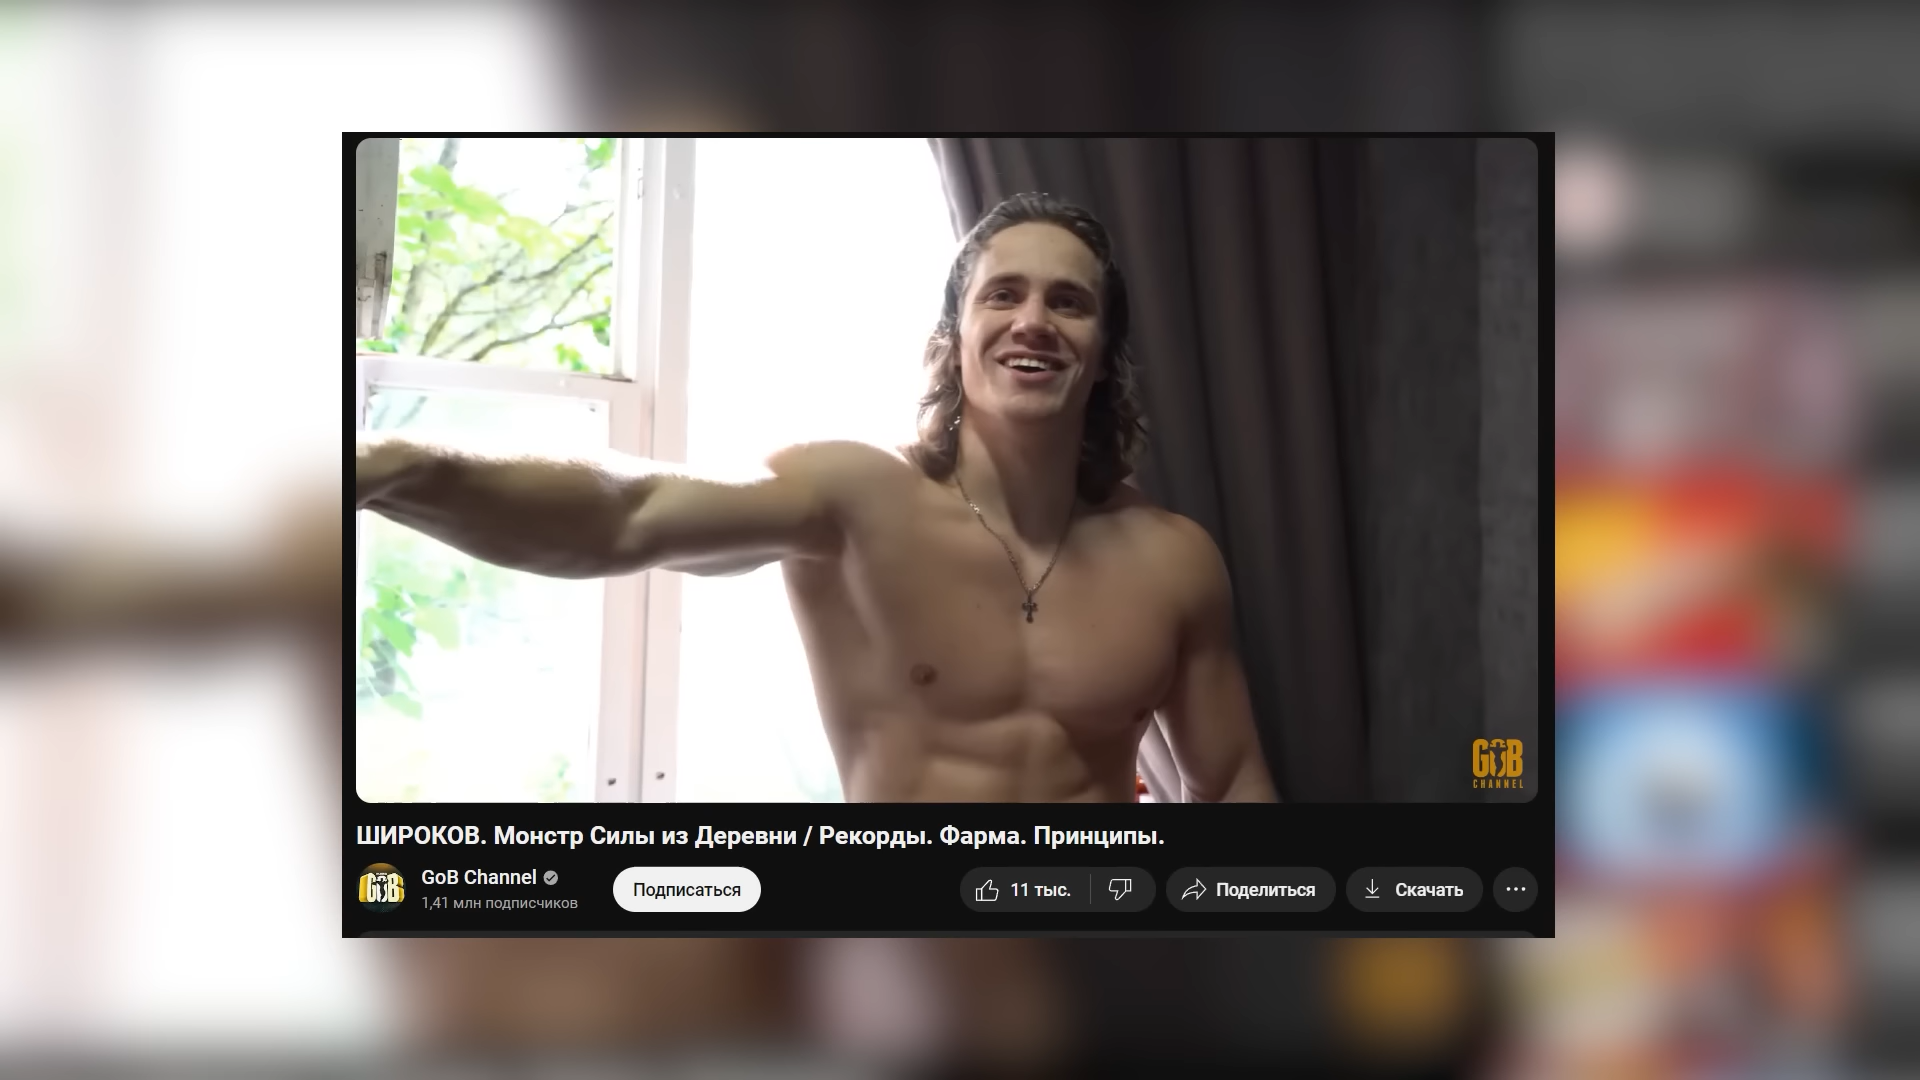 GOB
CHANNEL
ШИРОКОВ. Монстр Силы из Деревни / Рекорды. Фарма. Принципы.
GOB
GoB Channel
1,41 млн подписчиков
Подписаться
11 тыс.
Поделиться
Скачать